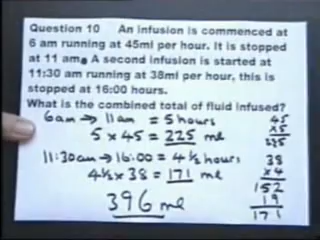 Question 10 An infusion is commenced at
6 am running at 45ml per hour. It is stopped
at 11 am. A second infusion is started at
11:30 am running at 38ml per hour, this is
stopped at 16:00 hours.
What is the combined total of fluid infused?
6am → 11am = 5 hours
5 x 45 = 225 ml
11:30am → 16:00 = 4½ hours
4½ x 38 = 171 ml
396 ml
45
x5
225
38
x4
152
19
171